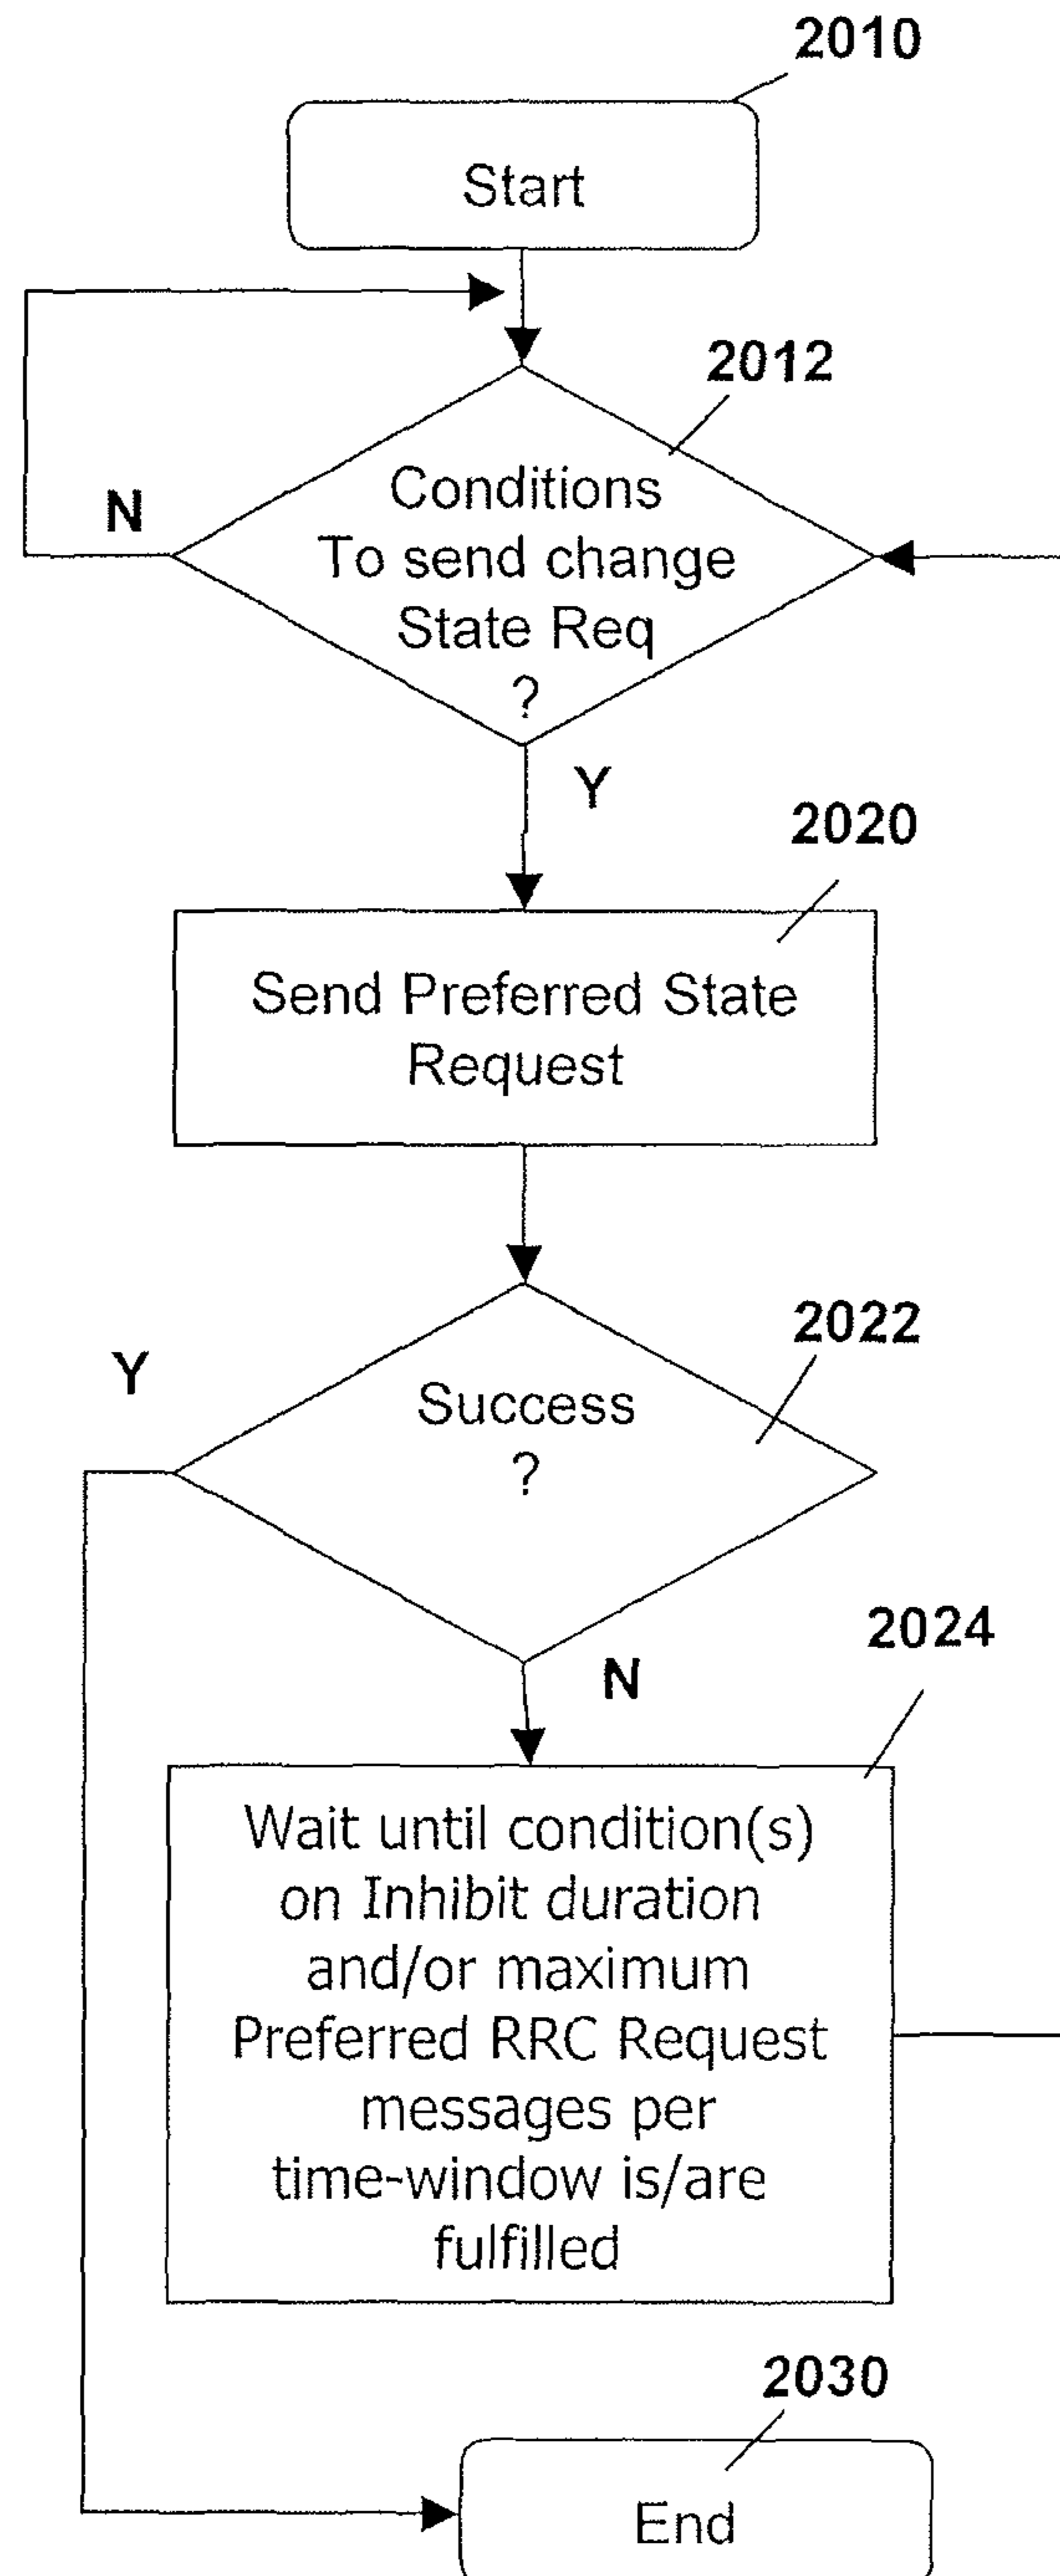 2010
Start
2012
N
Conditions
To send change
State Req
?
Y
2020
Send Preferred State
Request
2022
Y
Success
?
2024
N
Wait until condition(s)
on Inhibit duration
and/or maximum
Preferred RRC Request
messages per
time-window is/are
fulfilled
2030
End